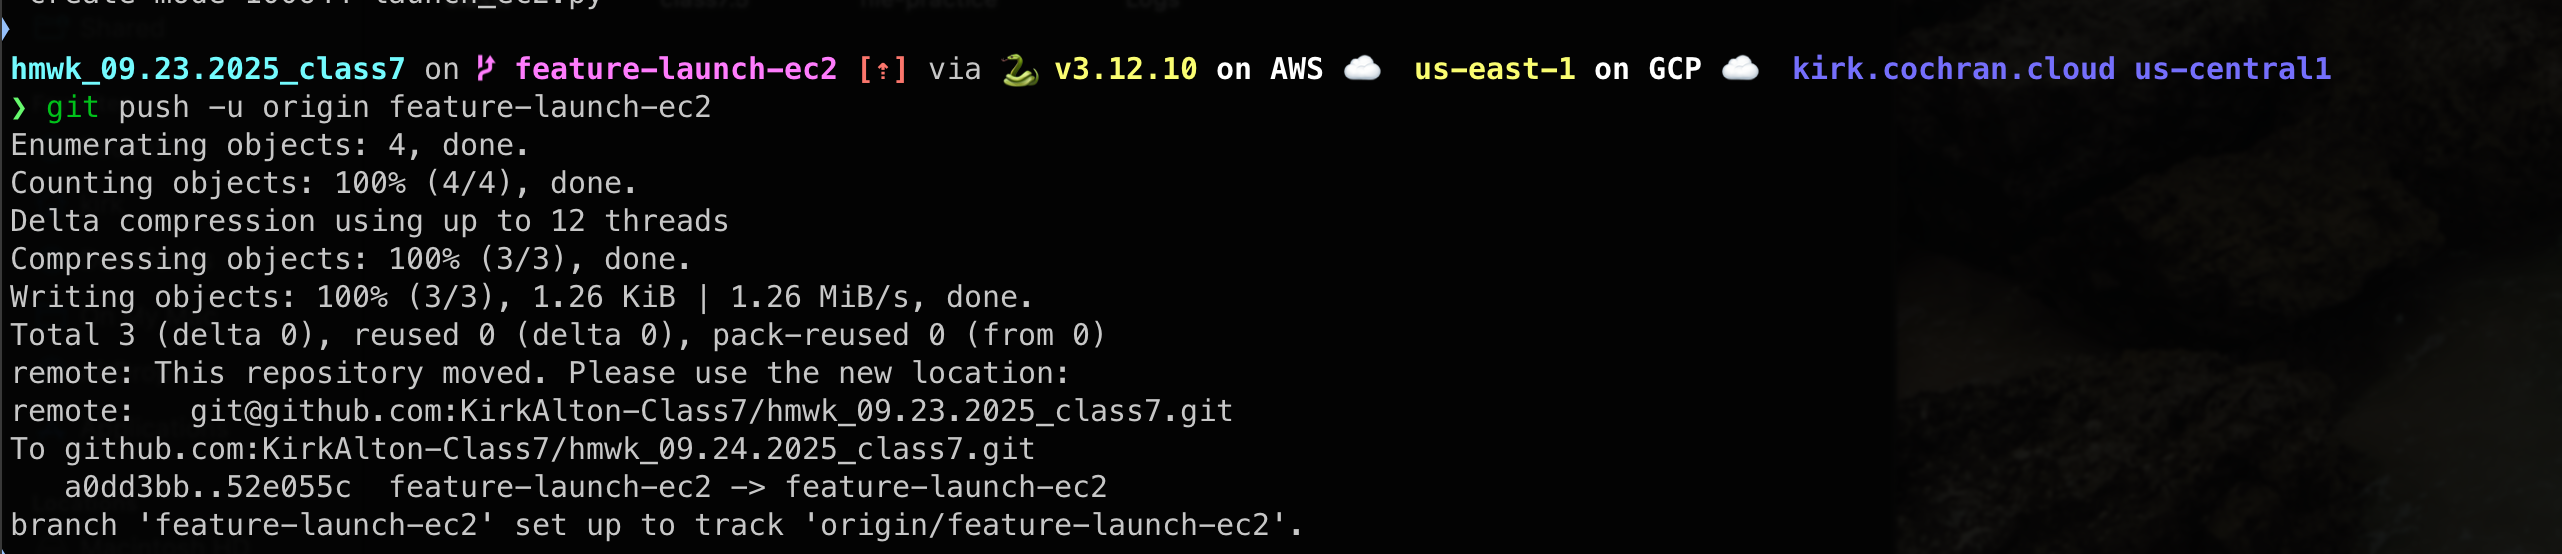 create mode 100644 launch_ec2.py
hmwk_09.23.2025_class7 on feature-launch-ec2 [⇡] via 🐍 v3.12.10 on AWS ☁️ us-east-1 on GCP ☁️ kirk.cochran.cloud us-central1
❯ git push -u origin feature-launch-ec2
Enumerating objects: 4, done.
Counting objects: 100% (4/4), done.
Delta compression using up to 12 threads
Compressing objects: 100% (3/3), done.
Writing objects: 100% (3/3), 1.26 KiB | 1.26 MiB/s, done.
Total 3 (delta 0), reused 0 (delta 0), pack-reused 0 (from 0)
remote: This repository moved. Please use the new location:
remote:   git@github.com:KirkAlton-Class7/hmwk_09.23.2025_class7.git
To github.com:KirkAlton-Class7/hmwk_09.24.2025_class7.git
   a0dd3bb..52e055c  feature-launch-ec2 -> feature-launch-ec2
branch 'feature-launch-ec2' set up to track 'origin/feature-launch-ec2'.